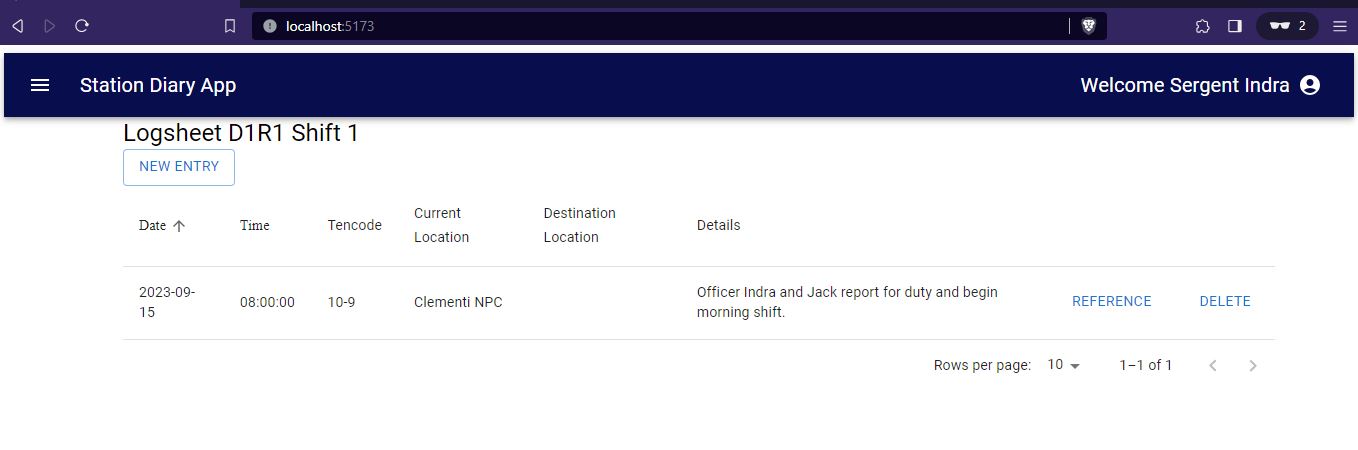 localhost:5173
2
Station Diary App
Welcome Sergent Indra
Logsheet D1R1 Shift 1
NEW ENTRY
Date Time Tencode Current Location Destination Location Details
2023-09-15 08:00:00 10-9 Clementi NPC Officer Indra and Jack report for duty and begin morning shift. REFERENCE DELETE
Rows per page: 10 1–1 of 1